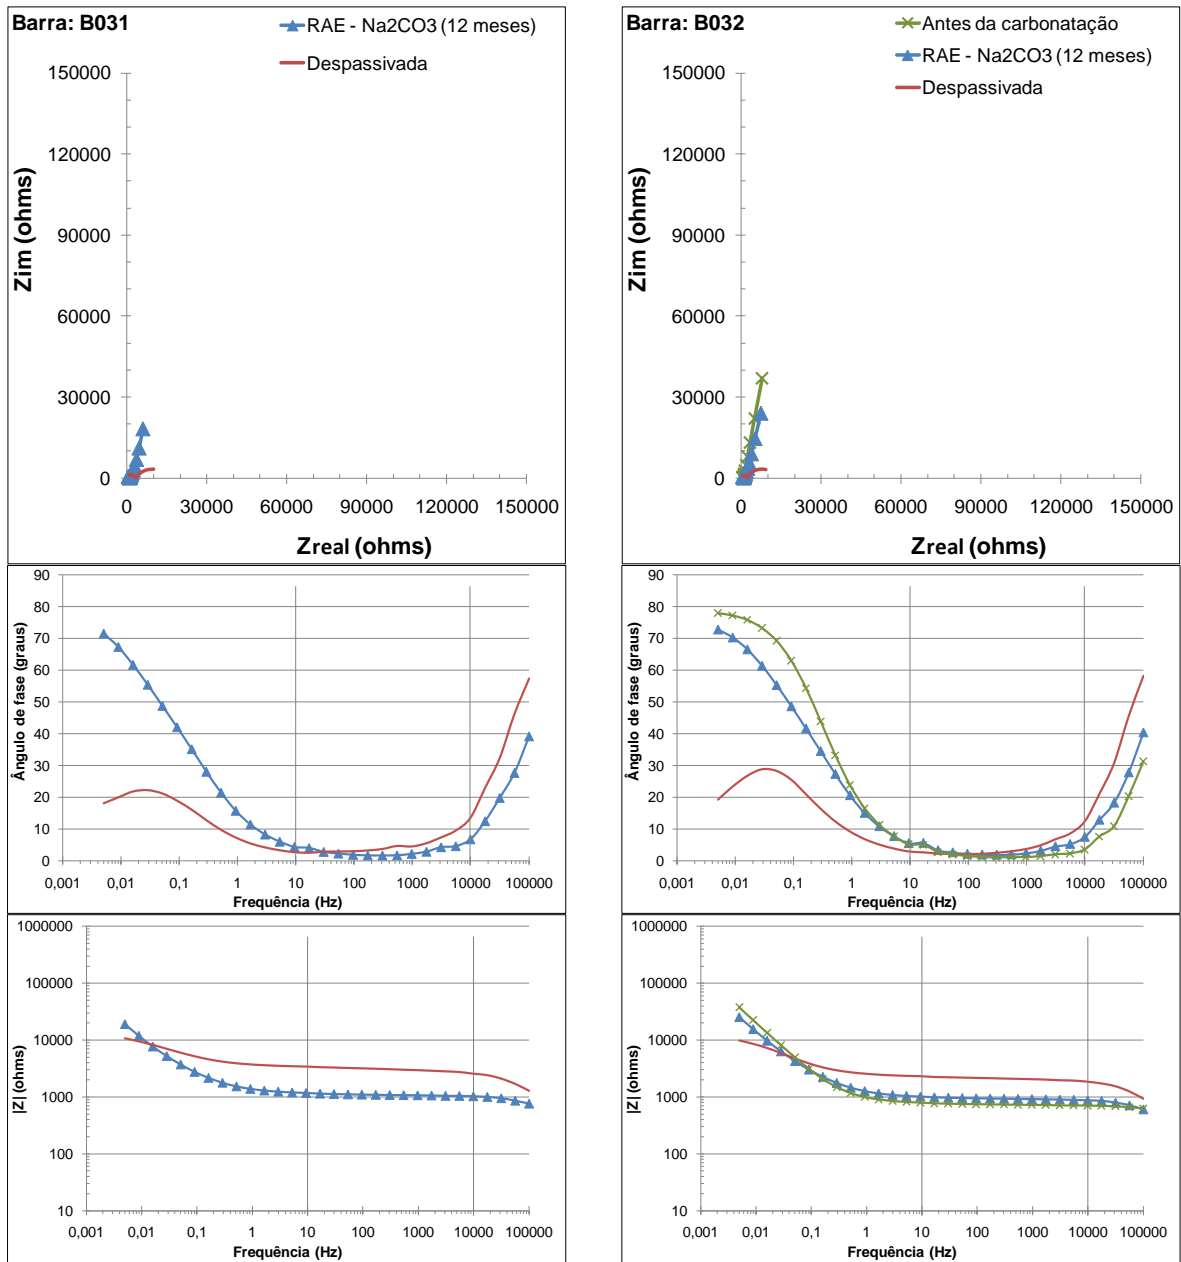 Barra: B031
RAE - Na2CO3 (12 meses)
Despassivada
150000
120000
90000
60000
30000
0
Zim (ohms)
0 30000 60000 90000 120000 150000
Zreal (ohms)
90
80
70
60
50
40
30
20
10
0
Ângulo de fase (graus)
0,001 0,01 0,1 1 10 100 1000 10000 100000
Frequência (Hz)
1000000
100000
10000
1000
100
10
|Z| (ohms)
0,001 0,01 0,1 1 10 100 1000 10000 100000
Frequência (Hz)
Barra: B032
Antes da carbonatação
RAE - Na2CO3 (12 meses)
Despassivada
150000
120000
90000
60000
30000
0
Zim (ohms)
0 30000 60000 90000 120000 150000
Zreal (ohms)
90
80
70
60
50
40
30
20
10
0
Ângulo de fase (graus)
0,001 0,01 0,1 1 10 100 1000 10000 100000
Frequência (Hz)
1000000
100000
10000
1000
100
10
|Z| (ohms)
0,001 0,01 0,1 1 10 100 1000 10000 100000
Frequência (Hz)